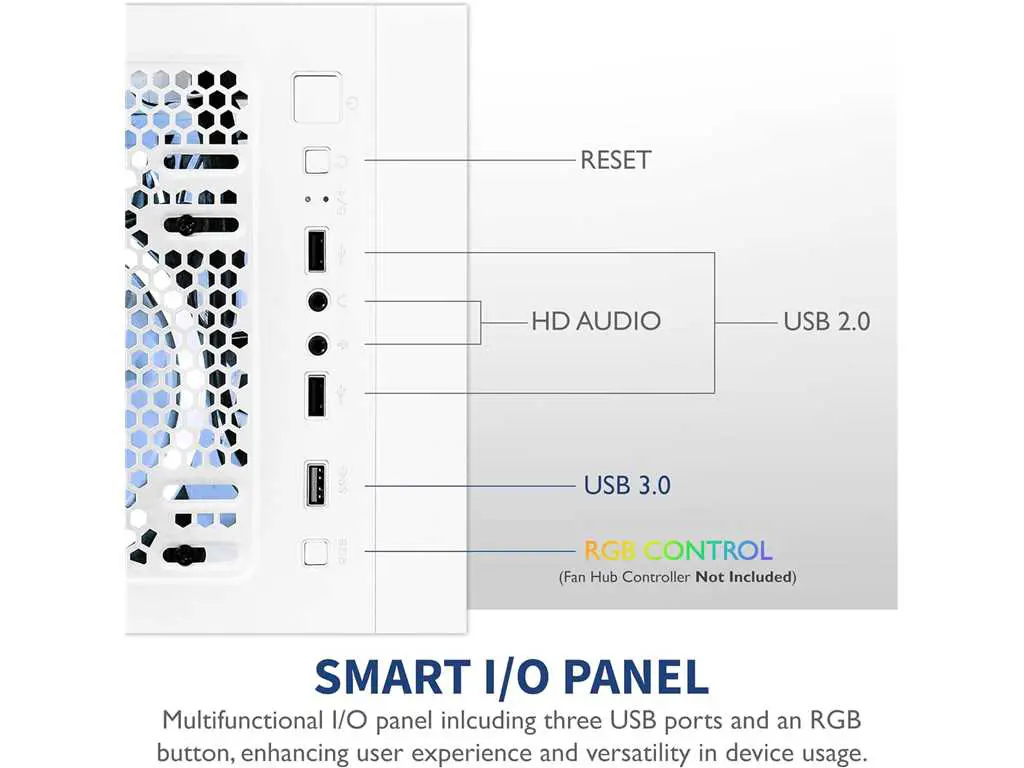 RESET
HD AUDIO
USB 2.0
USB 3.0
RGB CONTROL
(Fan Hub Controller Not Included)
SMART I/O PANEL
Multifunctional I/O panel inlcuding three USB ports and an RGB
button, enhancing user experience and versatility in device usage.